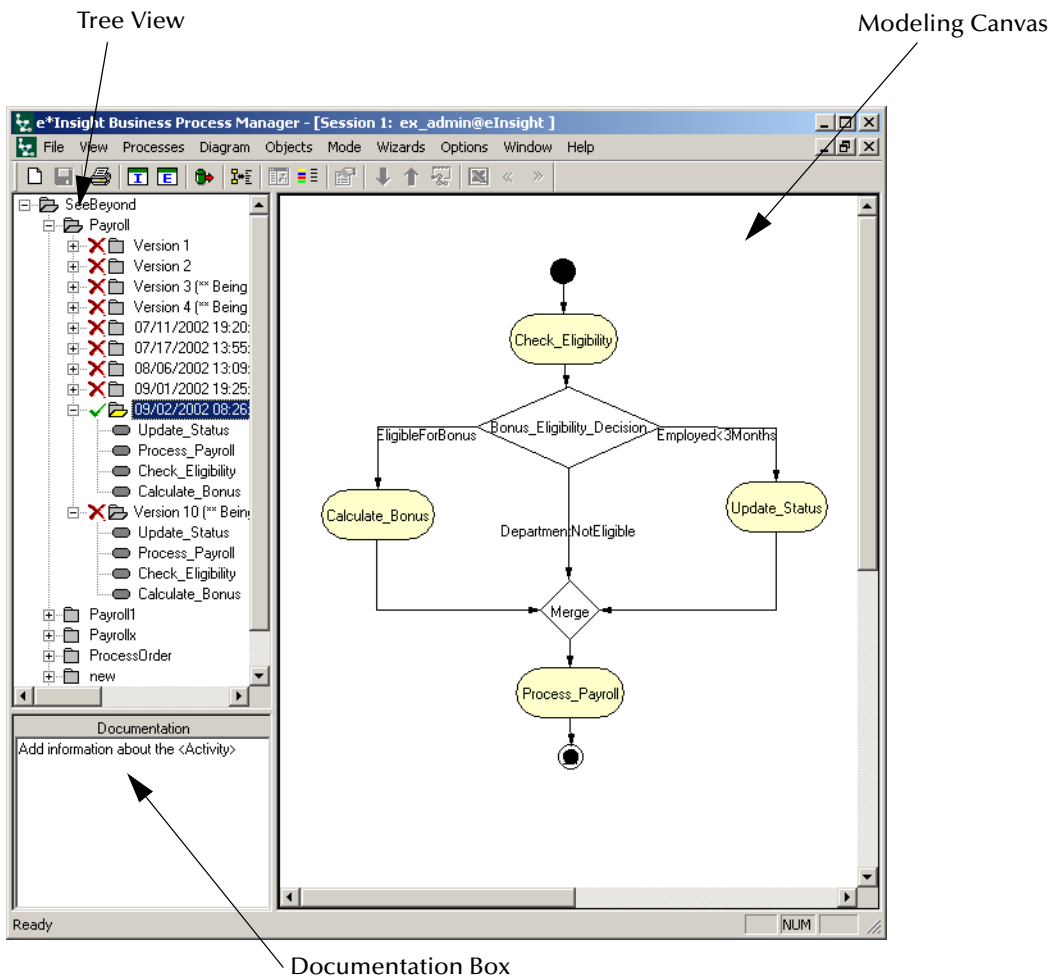 Tree View
Modeling Canvas
e*Insight Business Process Manager - [Session 1: ex_admin@eInsight ]
File View Processes Diagram Objects Mode Wizards Options Window Help
I E
SeeBeyond
Payroll
Version 1
Version 2
Version 3 (** Being
Version 4 (** Being
07/11/2002 19:20:
07/17/2002 13:55:
08/06/2002 13:09:
09/01/2002 19:25:
09/02/2002 08:26:
Update_Status
Process_Payroll
Check_Eligibility
Calculate_Bonus
Version 10 (** Being
Update_Status
Process_Payroll
Check_Eligibility
Calculate_Bonus
Payroll1
Payrollx
ProcessOrder
new
Documentation
Add information about the <Activity>
Check_Eligibility
Bonus_Eligibility_Decision
EligibleForBonus
Employed<3Months
Calculate_Bonus
Update_Status
DepartmentNotEligible
Merge
Process_Payroll
Ready
NUM
Documentation Box